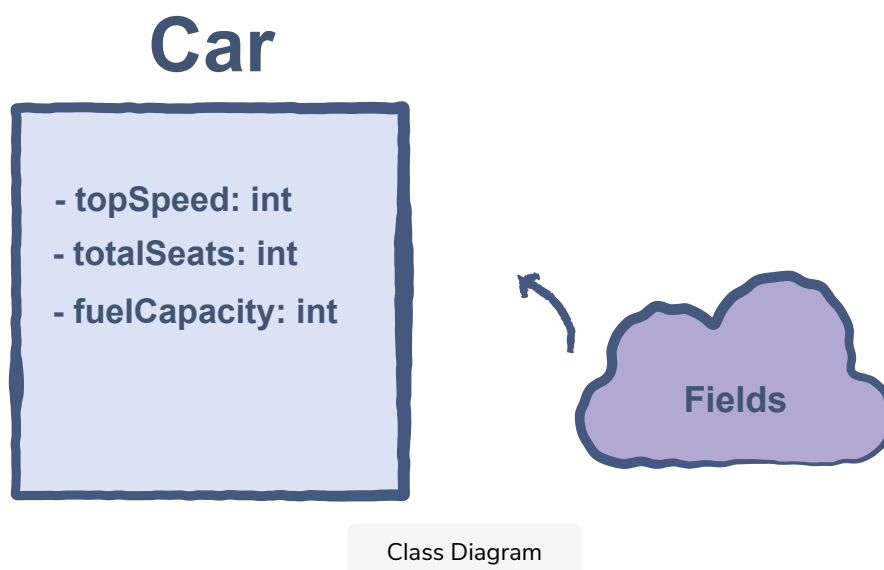 Car
- topSpeed: int
- totalSeats: int
- fuelCapacity: int
Fields
Class Diagram